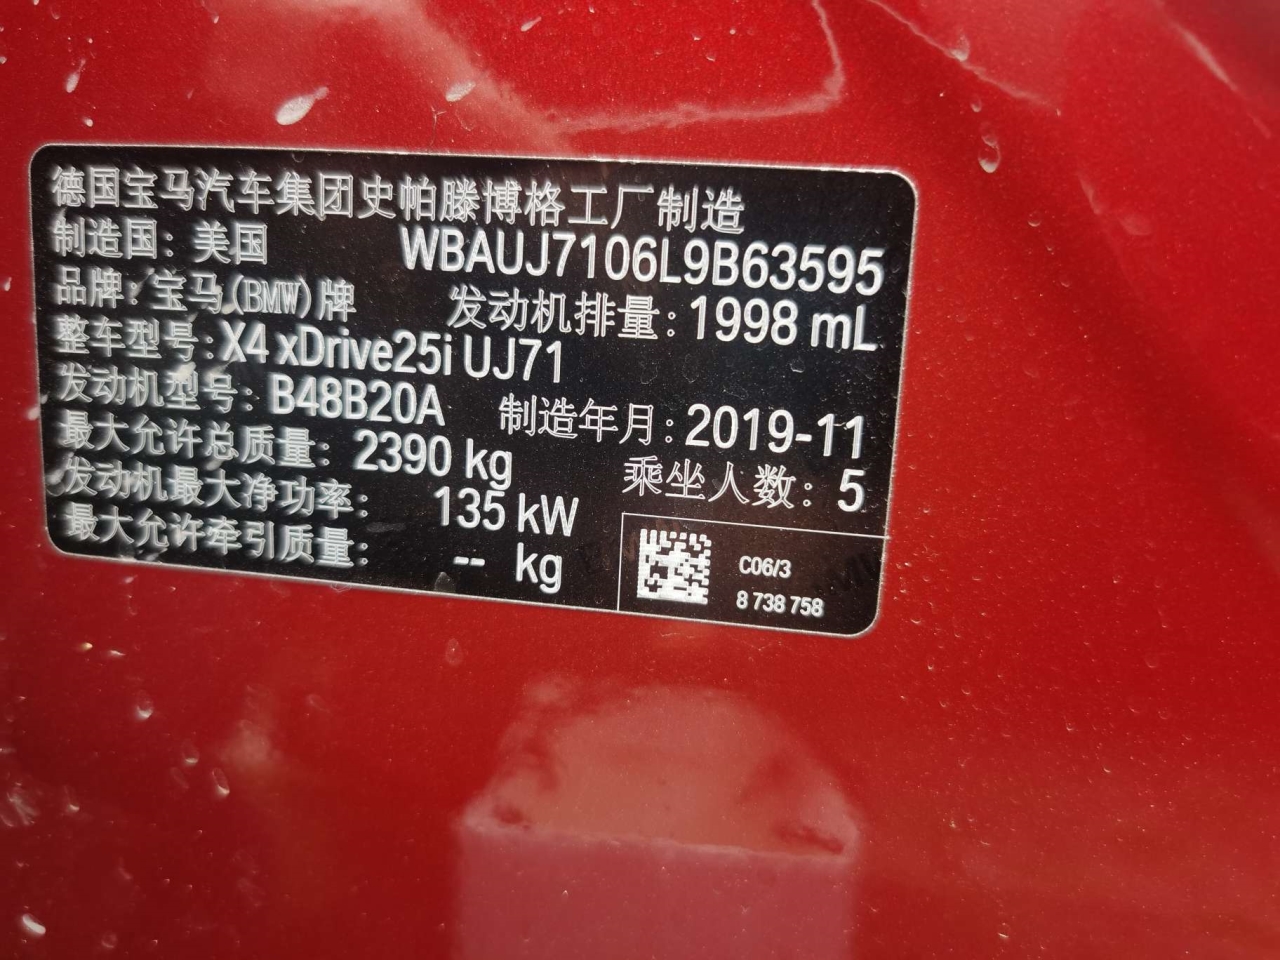 德国宝马汽车集团史帕滕博格工厂制造
制造国：美国 WBAUJ7106L9B63595
品牌：宝马(BMW)牌 发动机排量：1998 mL
整车型号：X4 xDrive25i UJ71
发动机型号：B48B20A 制造年月：2019-11
最大允许总质量：2390 kg 乘坐人数：5
发动机最大净功率：135 kW
最大允许牵引质量：-- kg
C06/3
8 738 758